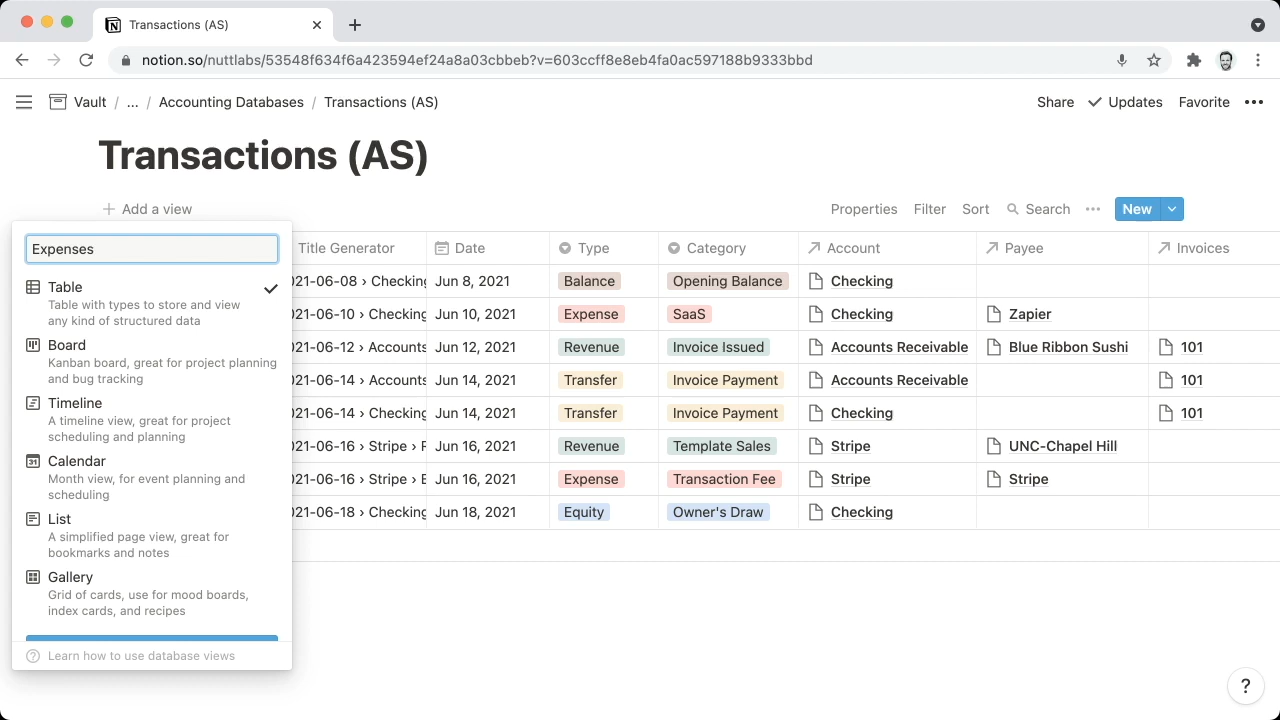 Transactions (AS)
notion.so/nuttlabs/53548f634f6a423594ef24a8a03cbbeb?v=603ccff8e8eb4fa0ac597188b9333bbd
Vault / ... / Accounting Databases / Transactions (AS)
Share Updates Favorite
Transactions (AS)
Add a view
Properties Filter Sort Search New
Expenses
Table
Table with types to store and view
any kind of structured data
Board
Kanban board, great for project planning
and bug tracking
Timeline
A timeline view, great for project
scheduling and planning
Calendar
Month view, for event planning and
scheduling
List
A simplified page view, great for
bookmarks and notes
Gallery
Grid of cards, use for mood boards,
index cards, and recipes
Learn how to use database views
Title Generator Date Type Category Account Payee Invoices
021-06-08 › Checking Jun 8, 2021 Balance Opening Balance Checking
021-06-10 › Checking Jun 10, 2021 Expense SaaS Checking Zapier
021-06-12 › Accounts Jun 12, 2021 Revenue Invoice Issued Accounts Receivable Blue Ribbon Sushi 101
021-06-14 › Accounts Jun 14, 2021 Transfer Invoice Payment Accounts Receivable 101
021-06-14 › Checking Jun 14, 2021 Transfer Invoice Payment Checking 101
021-06-16 › Stripe › Jun 16, 2021 Revenue Template Sales Stripe UNC-Chapel Hill
021-06-16 › Stripe › Jun 16, 2021 Expense Transaction Fee Stripe Stripe
021-06-18 › Checking Jun 18, 2021 Equity Owner's Draw Checking
?